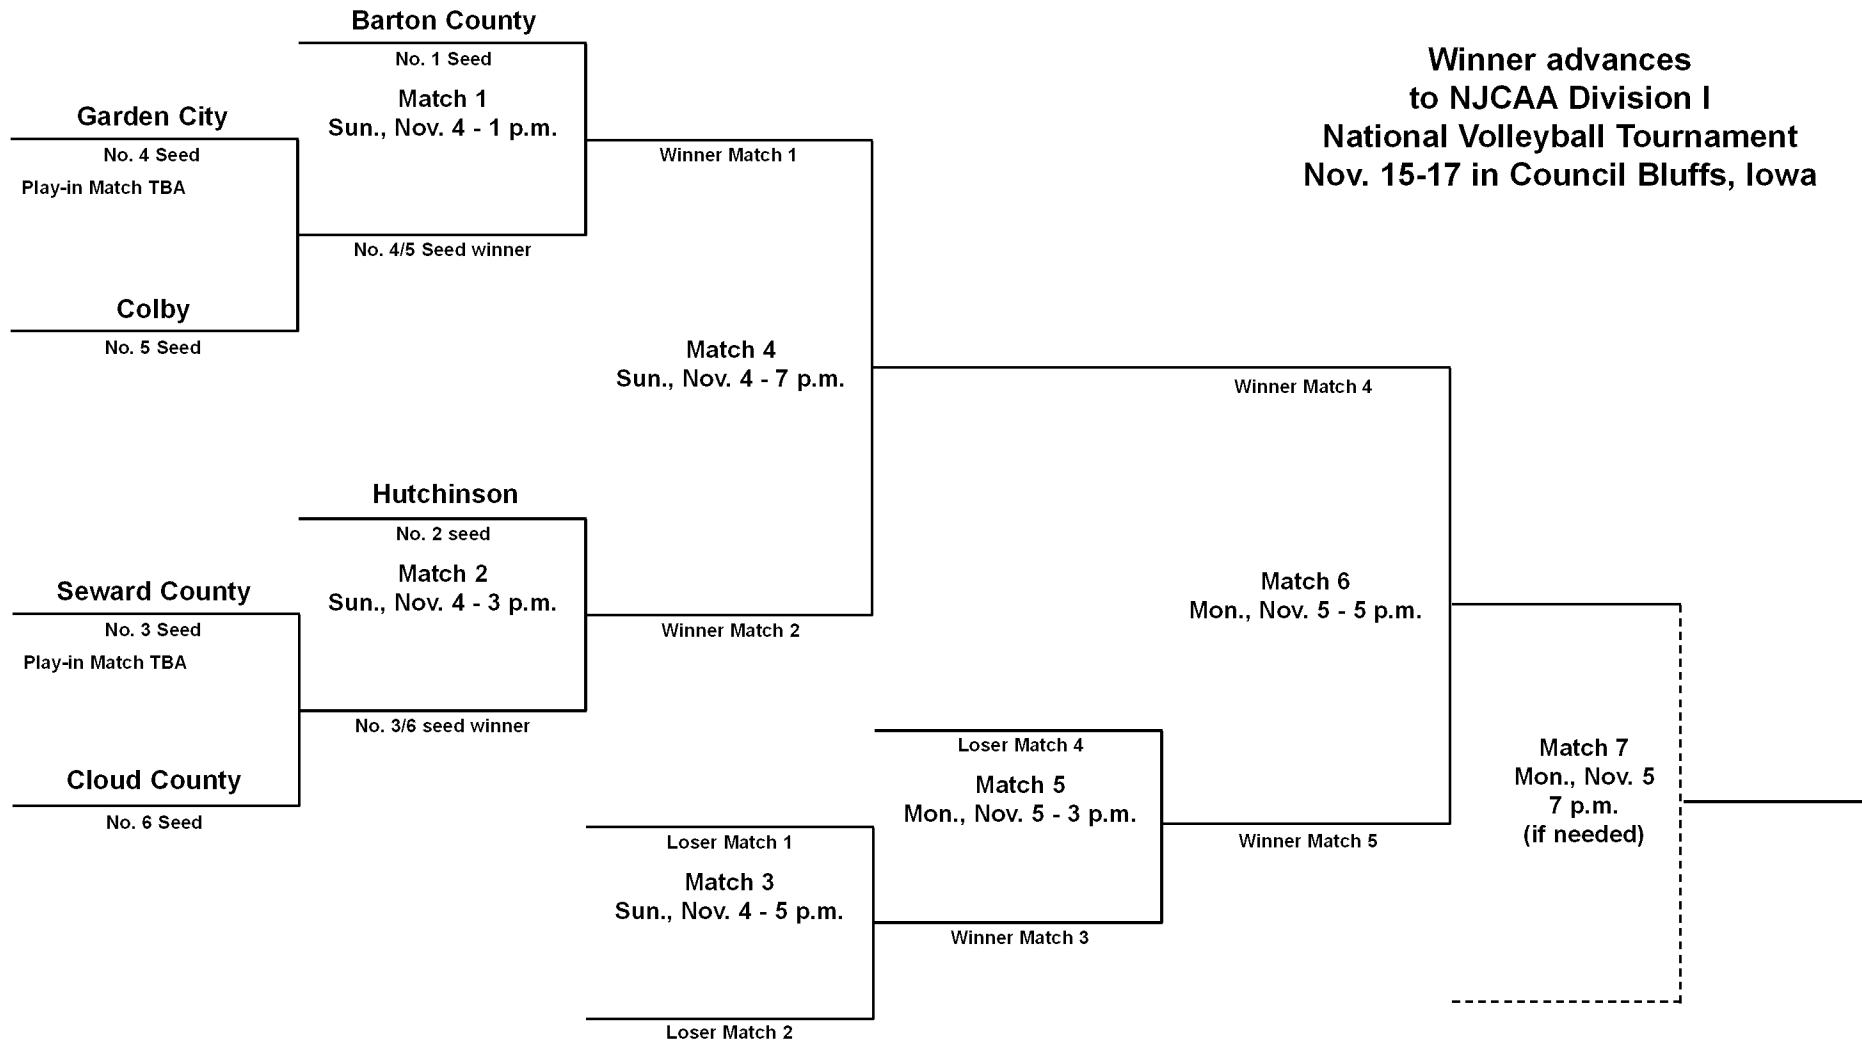 Barton County
No. 1 Seed
Match 1
Sun., Nov. 4 - 1 p.m.
Winner advances
to NJCAA Division I
National Volleyball Tournament
Nov. 15-17 in Council Bluffs, Iowa
Garden City
No. 4 Seed
Play-in Match TBA
Winner Match 1
No. 4/5 Seed winner
Colby
No. 5 Seed
Match 4
Sun., Nov. 4 - 7 p.m.
Winner Match 4
Hutchinson
No. 2 seed
Match 2
Sun., Nov. 4 - 3 p.m.
Seward County
No. 3 Seed
Play-in Match TBA
Winner Match 2
Match 6
Mon., Nov. 5 - 5 p.m.
No. 3/6 seed winner
Cloud County
No. 6 Seed
Loser Match 4
Match 5
Mon., Nov. 5 - 3 p.m.
Winner Match 5
Match 7
Mon., Nov. 5
7 p.m.
(if needed)
Loser Match 1
Match 3
Sun., Nov. 4 - 5 p.m.
Winner Match 3
Loser Match 2